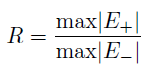 R = max|E₊| / max|E₋|